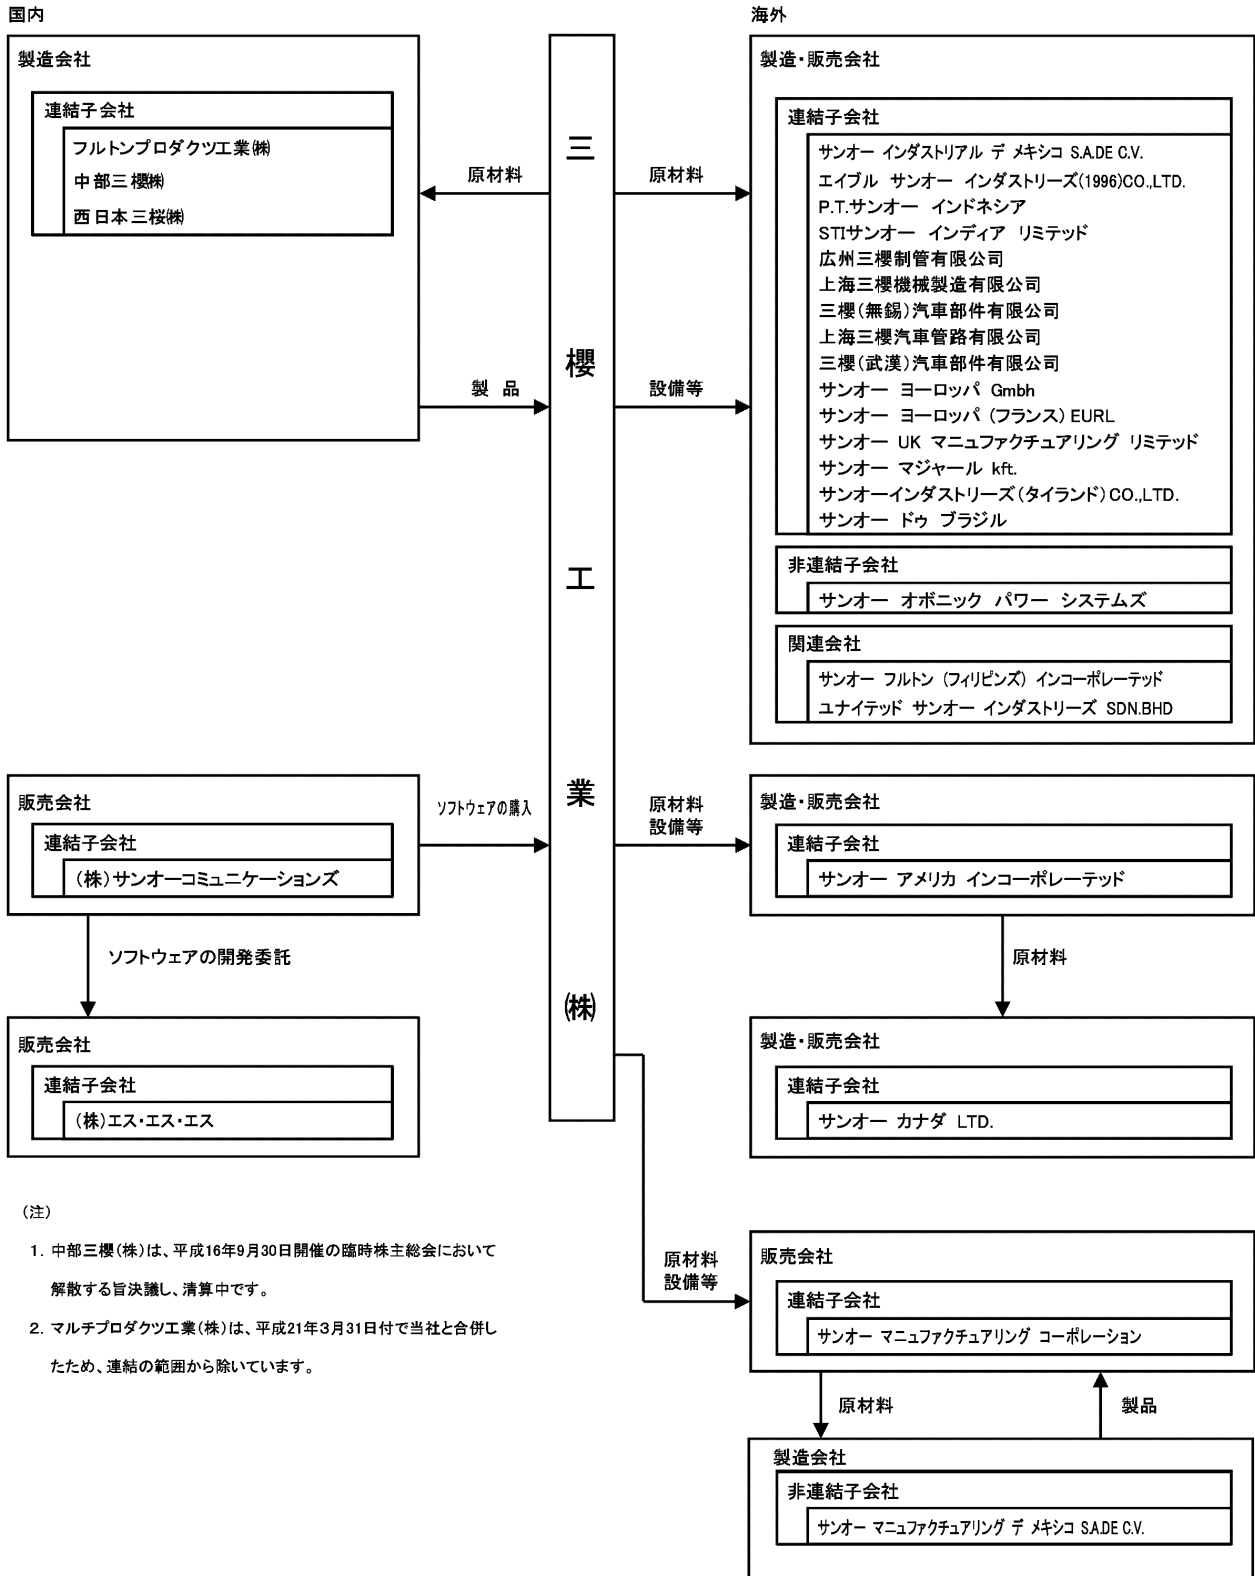 国内
製造会社
連結子会社
フルトンプロダクツ工業㈱
中部三櫻㈱
西日本三桜㈱
原材料
製 品
販売会社
連結子会社
(株)サンオーコミュニケーションズ
ソフトウェアの購入
ソフトウェアの開発委託
販売会社
連結子会社
(株)エス・エス・エス
三
櫻
工
業
㈱
海外
製造・販売会社
連結子会社
サンオー インダストリアル デ メキシコ S.A.DE C.V.
エイブル サンオー インダストリーズ(1996)CO.,LTD.
P.T.サンオー インドネシア
STIサンオー インディア リミテッド
広州三櫻制管有限公司
上海三櫻機械製造有限公司
三櫻(無錫)汽車部件有限公司
上海三櫻汽車管路有限公司
三櫻(武漢)汽車部件有限公司
サンオー ヨーロッパ Gmbh
サンオー ヨーロッパ (フランス) EURL
サンオー UK マニュファクチュアリング リミテッド
サンオー マジャール kft.
サンオーインダストリーズ(タイランド)CO.,LTD.
サンオー ドゥ ブラジル
非連結子会社
サンオー オボニック パワー システムズ
関連会社
サンオー フルトン (フィリピンズ) インコーポレーテッド
ユナイテッド サンオー インダストリーズ SDN.BHD
原材料
設備等
原材料
設備等
製造・販売会社
連結子会社
サンオー アメリカ インコーポレーテッド
原材料
製造・販売会社
連結子会社
サンオー カナダ LTD.
原材料
設備等
販売会社
連結子会社
サンオー マニュファクチュアリング コーポレーション
原材料
製品
製造会社
非連結子会社
サンオー マニュファクチュアリング デ メキシコ S.A.DE C.V.
(注)
1. 中部三櫻(株)は、平成16年9月30日開催の臨時株主総会において
解散する旨決議し、清算中です。
2. マルチプロダクツ工業(株)は、平成21年3月31日付で当社と合併し
たため、連結の範囲から除いています。